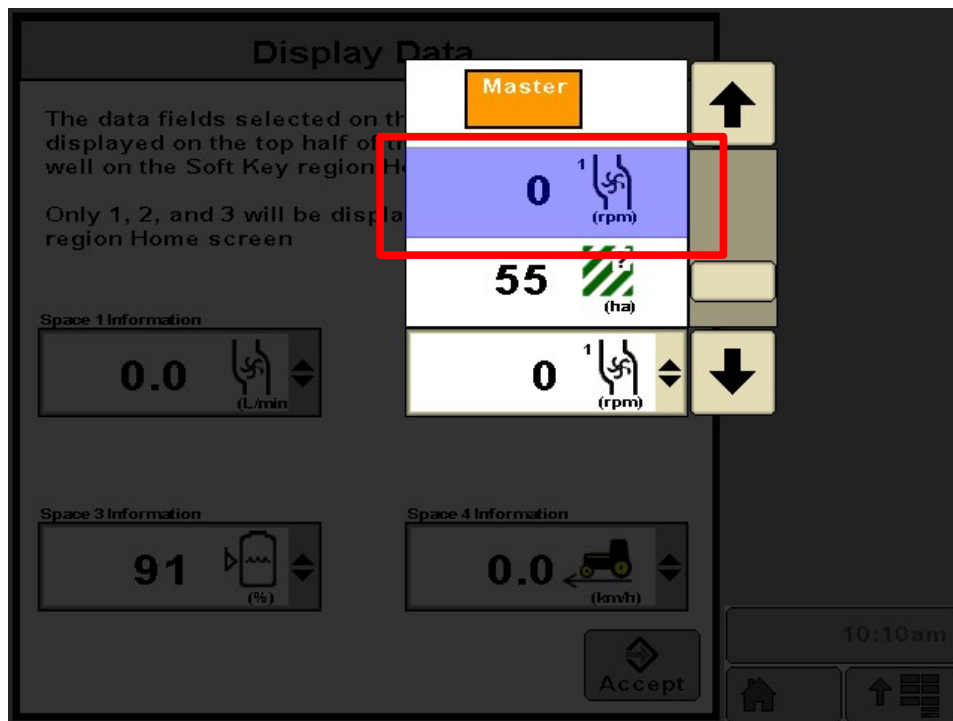 Display Data
The data fields selected on th
displayed on the top half of th
well on the Soft Key region H
Only 1, 2, and 3 will be displa
region Home screen
Master
0 1 (rpm)
55 ? (ha)
0 1 (rpm)
Space 1 Information
0.0 (L/min
Space 3 Information
91 (%)
Space 4 Information
0.0 (km/h)
Accept
10:10am